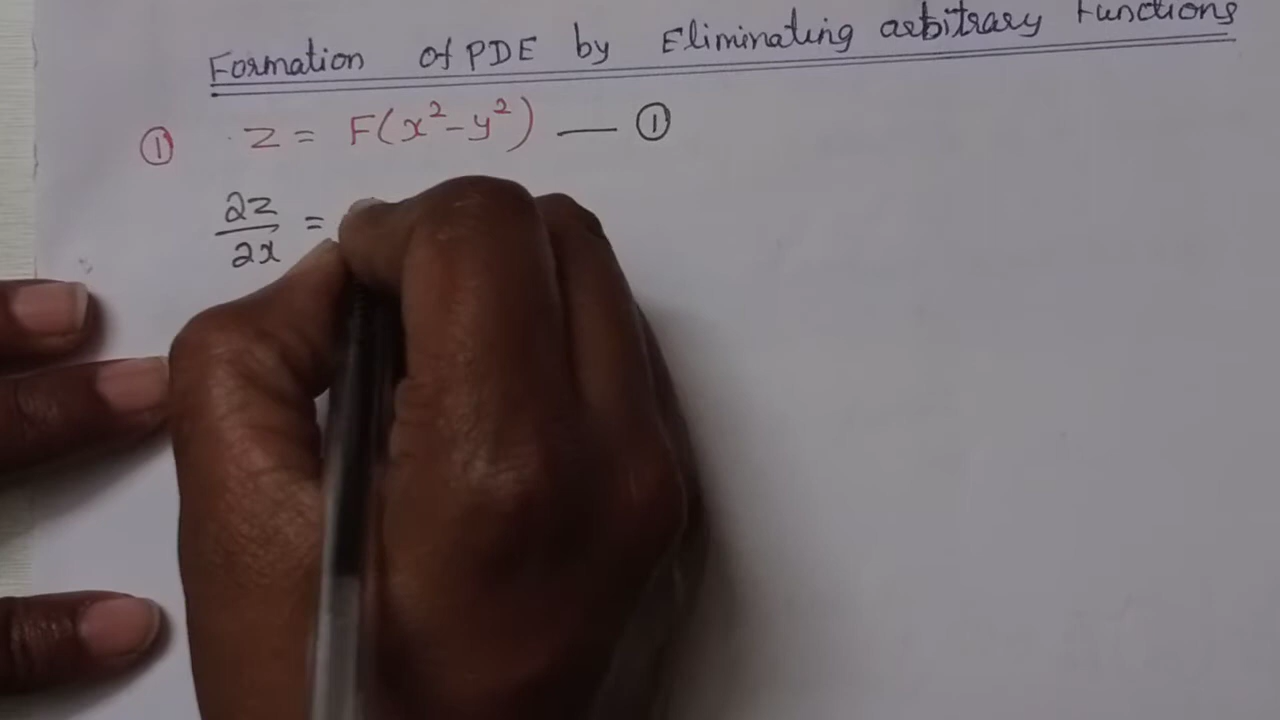 Formation of PDE by Eliminating arbitrary Functions
① z = F(x² - y²) — ①
∂z/∂x =